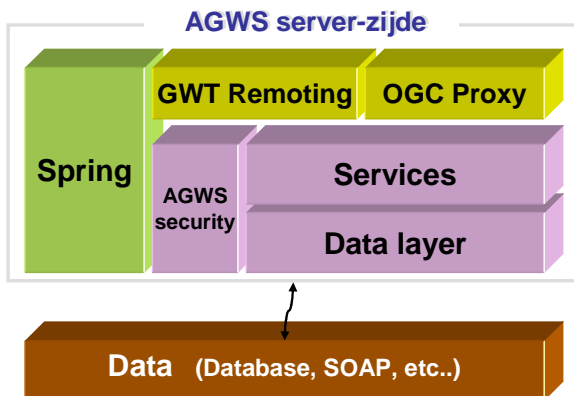 AGWS server-zijde
GWT Remoting
OGC Proxy
Spring
AGWS
security
Services
Data layer
Data (Database, SOAP, etc..)